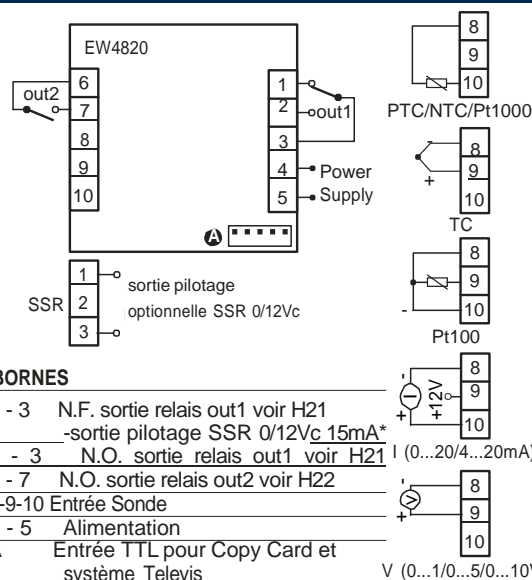 EW4820
out2
6
7
8
9
10
1
2
3
4
5
out1
Power
Supply
A
SSR
1
2
3
sortie pilotage
optionnelle SSR 0/12Vc
8
9
10
PTC/NTC/Pt1000
-
+
8
9
10
TC
-
8
9
10
Pt100
-
+
I
+12V
8
9
10
I (0...20/4...20mA)
+
V
8
9
10
V (0...1/0...5/0...10V
BORNES
- 3 N.F. sortie relais out1 voir H21
-sortie pilotage SSR 0/12Vc 15mA*
- 3 N.O. sortie relais out1 voir H21
- 7 N.O. sortie relais out2 voir H22
-9-10 Entrée Sonde
- 5 Alimentation
Entrée TTL pour Copy Card et
système Televis